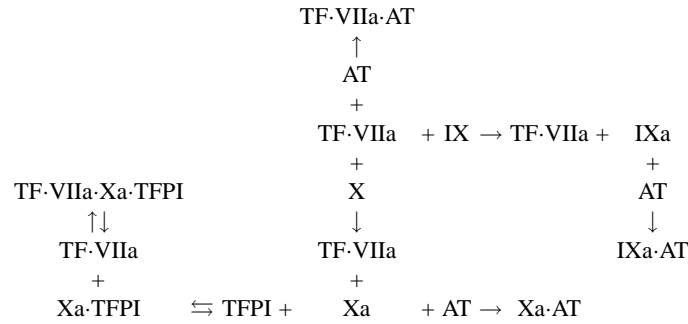 TF·VIIa·AT
↑
AT
+
TF·VIIa + IX → TF·VIIa + IXa
+ +
TF·VIIa·Xa·TFPI X AT
↑↓ ↓ ↓
TF·VIIa TF·VIIa IXa·AT
+ +
Xa·TFPI ⇆ TFPI + Xa + AT → Xa·AT